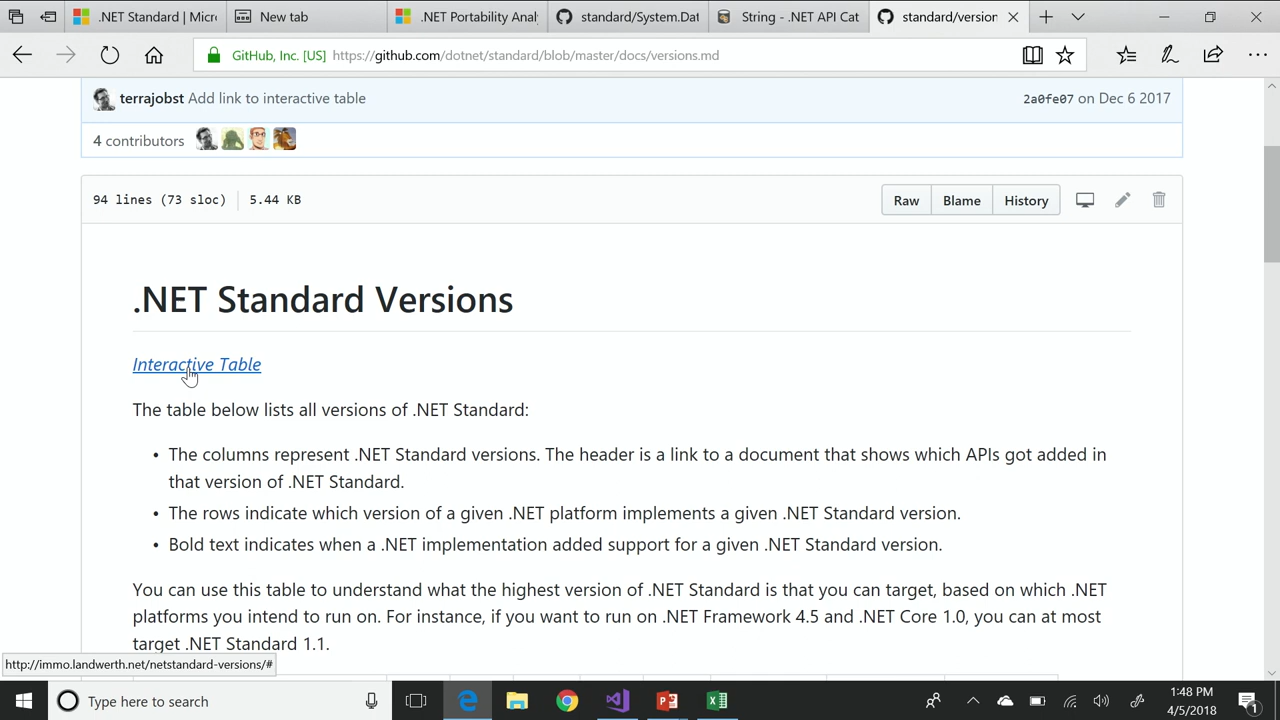 .NET Standard | Micro
New tab
.NET Portability Anal
standard/System.Dat
String - .NET API Cat
standard/version
GitHub, Inc. [US] https://github.com/dotnet/standard/blob/master/docs/versions.md
terrajobst Add link to interactive table
2a0fe07 on Dec 6 2017
4 contributors
94 lines (73 sloc) 5.44 KB
Raw Blame History
.NET Standard Versions
Interactive Table
The table below lists all versions of .NET Standard:
• The columns represent .NET Standard versions. The header is a link to a document that shows which APIs got added in
that version of .NET Standard.
• The rows indicate which version of a given .NET platform implements a given .NET Standard version.
• Bold text indicates when a .NET implementation added support for a given .NET Standard version.
You can use this table to understand what the highest version of .NET Standard is that you can target, based on which .NET
platforms you intend to run on. For instance, if you want to run on .NET Framework 4.5 and .NET Core 1.0, you can at most
target .NET Standard 1.1.
http://immo.landwerth.net/netstandard-versions/#
Type here to search
1:48 PM
4/5/2018
1